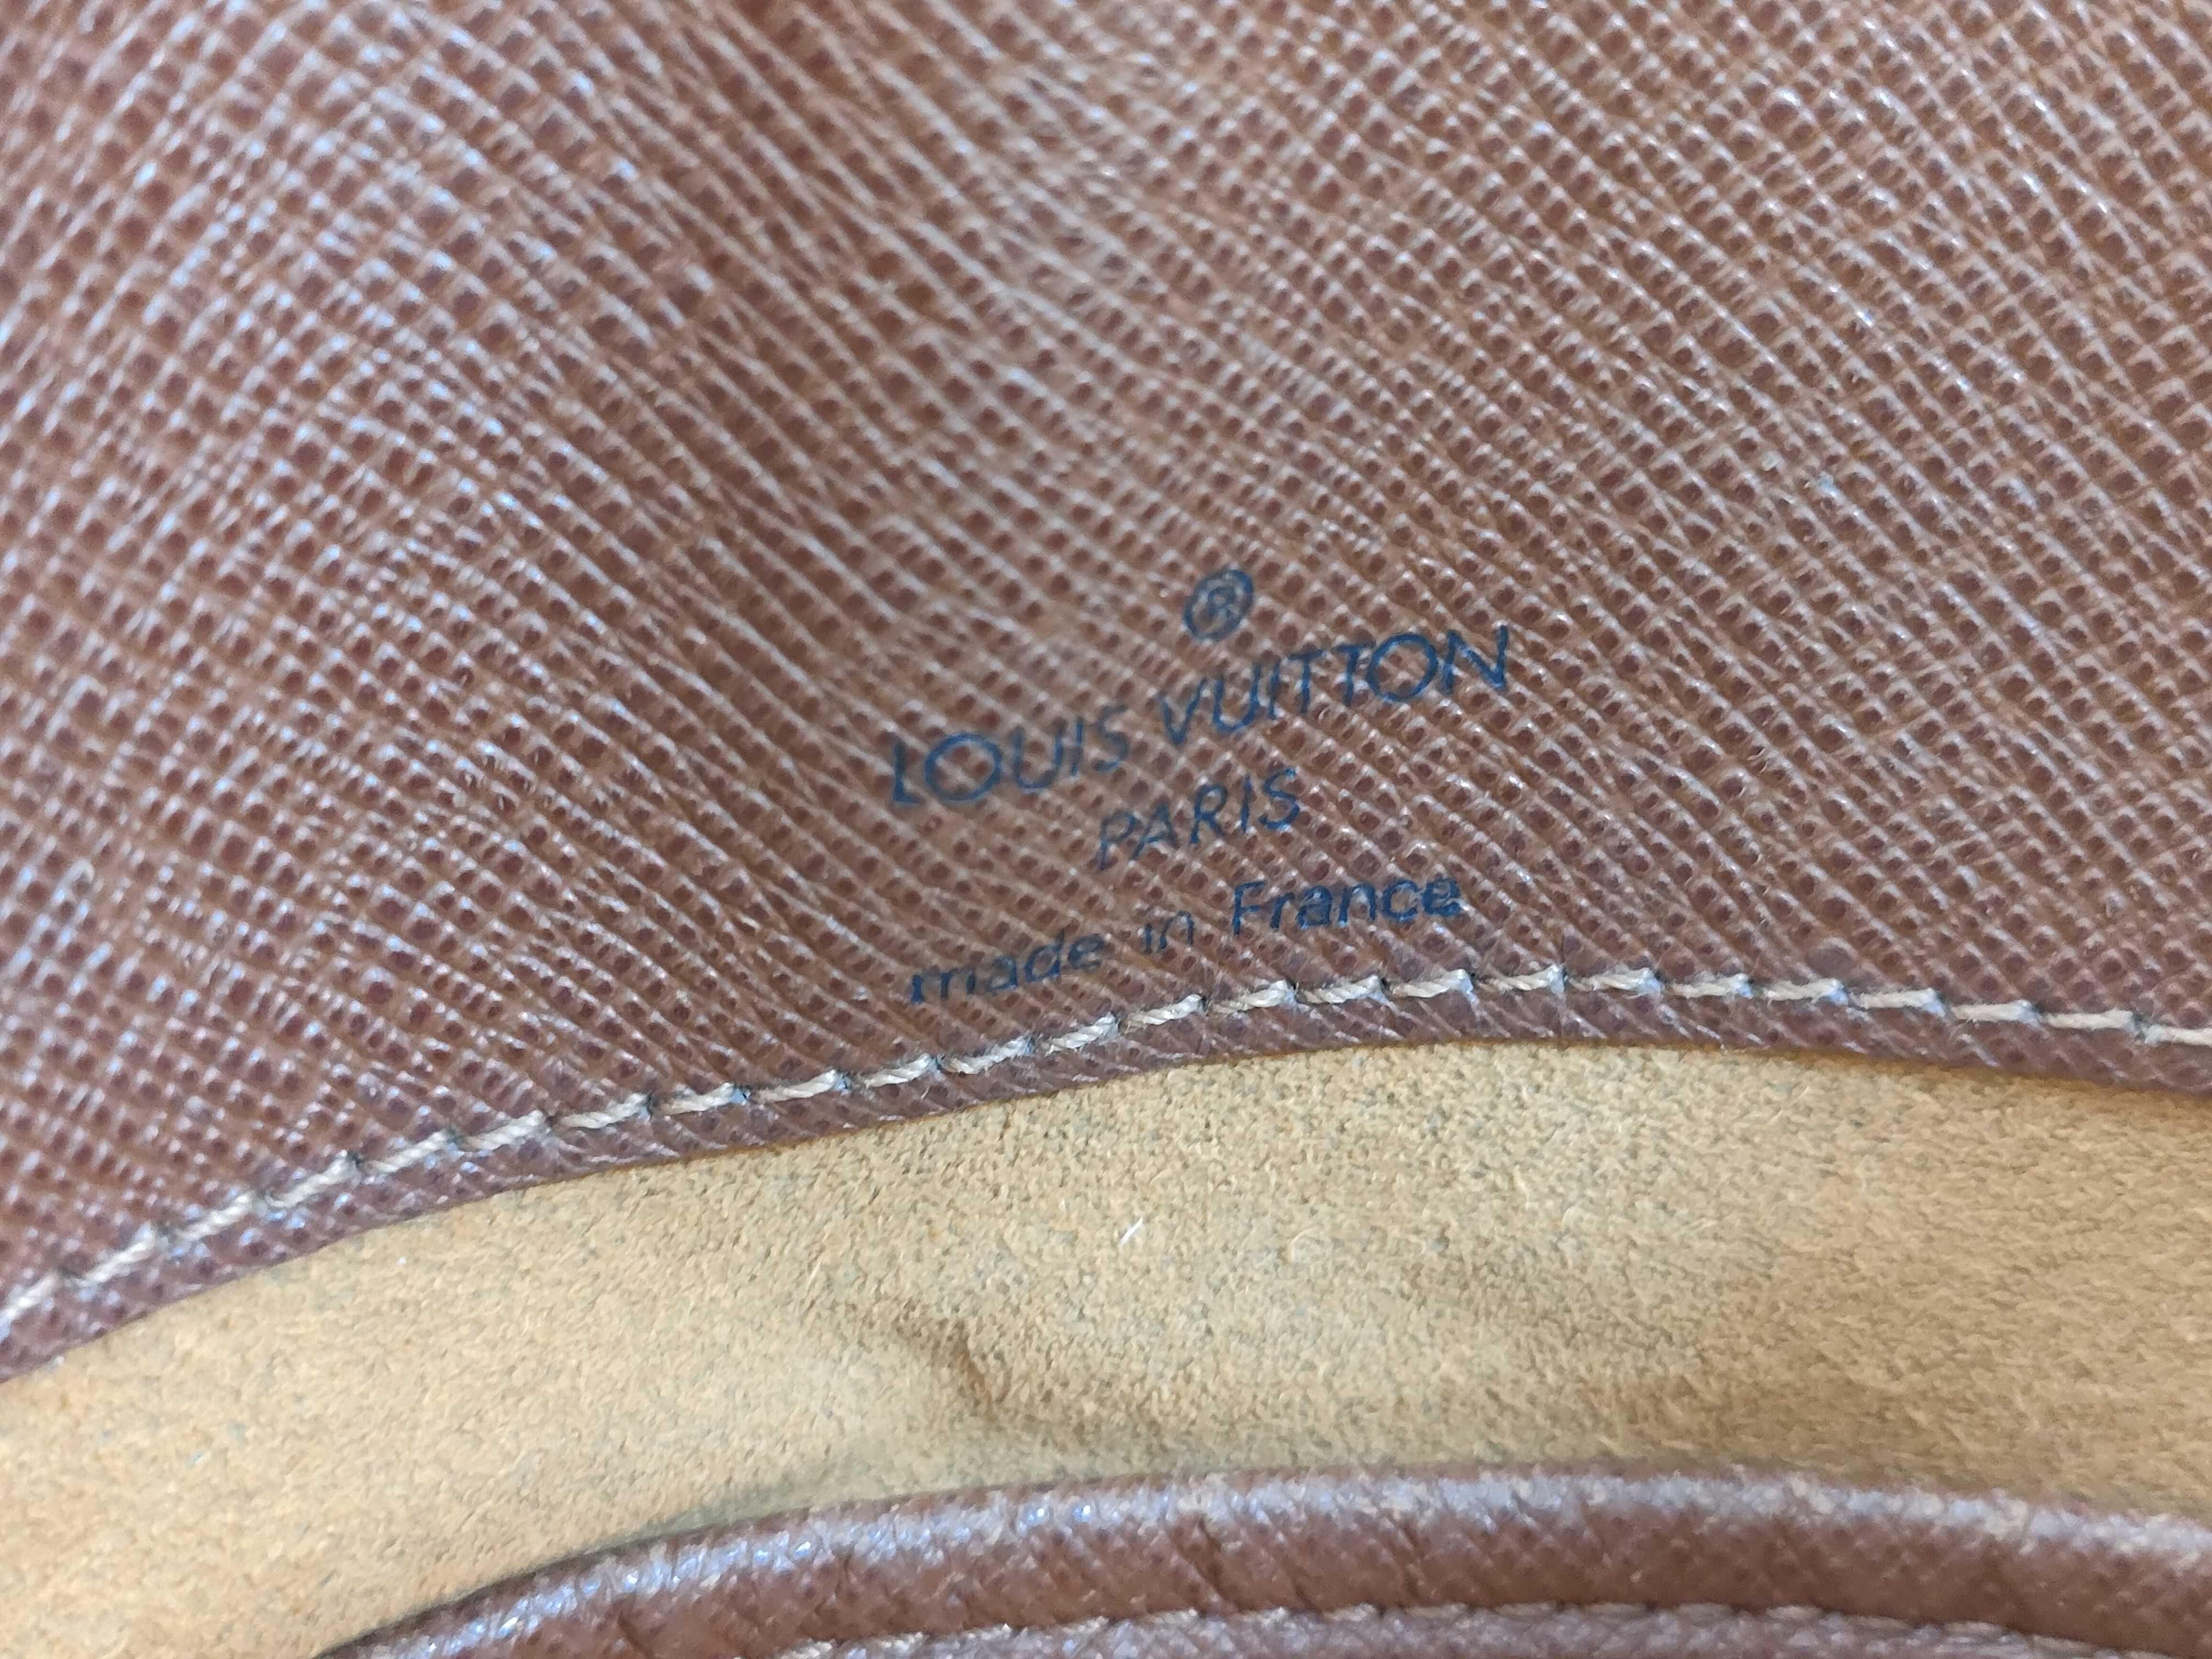 ®
LOUIS VUITTON
PARIS
made in France